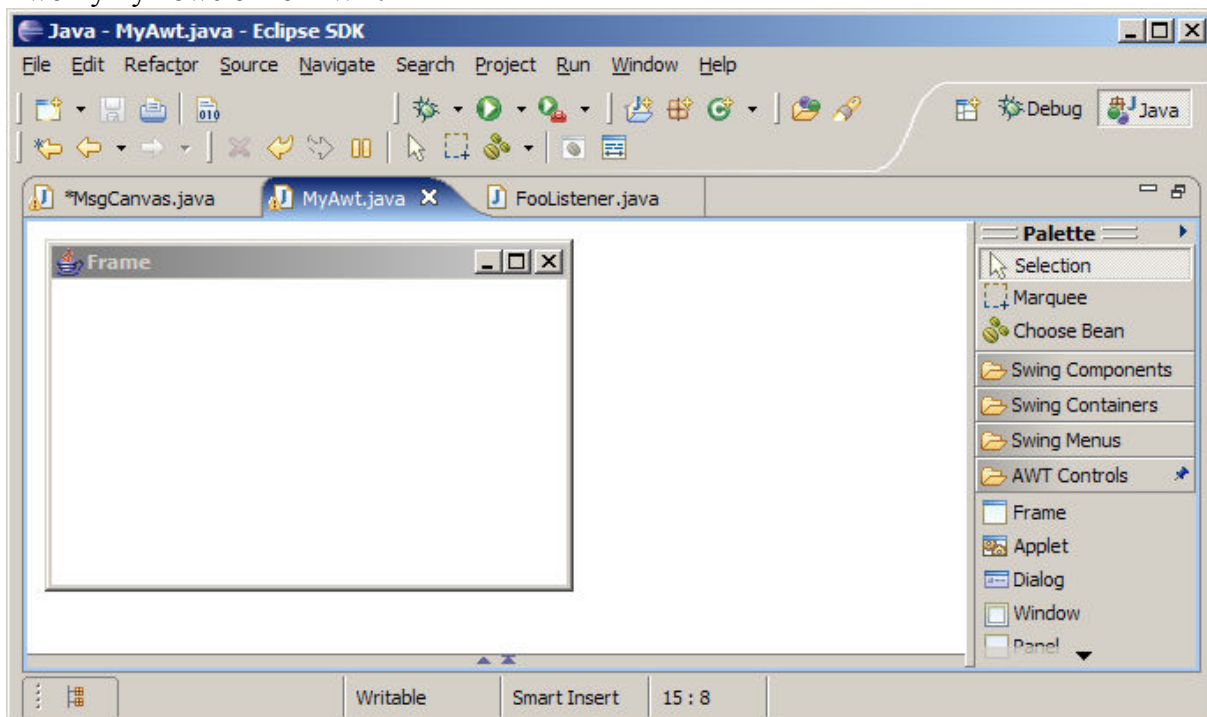 Java - MyAwt.java - Eclipse SDK
File Edit Refactor Source Navigate Search Project Run Window Help
010
Debug Java
*MsgCanvas.java MyAwt.java FooListener.java
Palette
Frame
Selection
Marquee
Choose Bean
Swing Components
Swing Containers
Swing Menus
AWT Controls
Frame
Applet
Dialog
Window
Panel
Writable Smart Insert 15 : 8